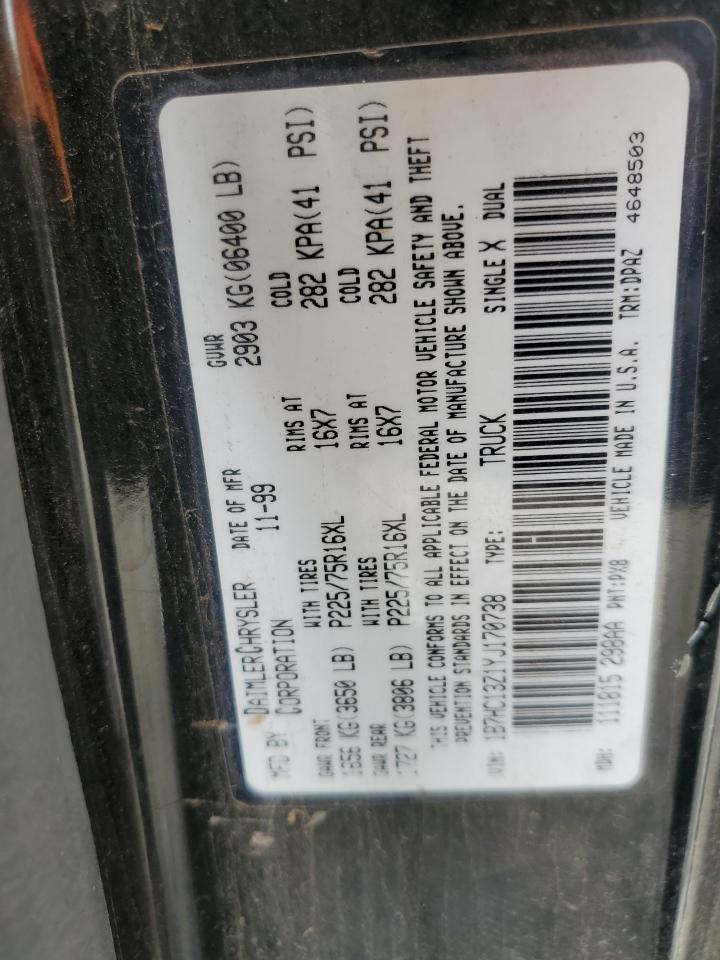 MFD BY DAIMLERCHRYSLER CORPORATION DATE OF MFR 11-99 GVWR 2903 KG(06400 LB)
GAWR FRONT WITH TIRES RIMS AT COLD
1656 KG(3650 LB) P225/75R16XL 16X7 282 KPA(41 PSI)
GAWR REAR WITH TIRES RIMS AT COLD
1727 KG(3806 LB) P225/75R16XL 16X7 282 KPA(41 PSI)
THIS VEHICLE CONFORMS TO ALL APPLICABLE FEDERAL MOTOR VEHICLE SAFETY AND THEFT
PREVENTION STANDARDS IN EFFECT ON THE DATE OF MANUFACTURE SHOWN ABOVE.
VIN: 1B7HC13Z1YJ170738 TYPE: TRUCK SINGLE X DUAL
MDH: 111015 298AA PNT:PX8 VEHICLE MADE IN U.S.A. TRM:DPAZ 4648503